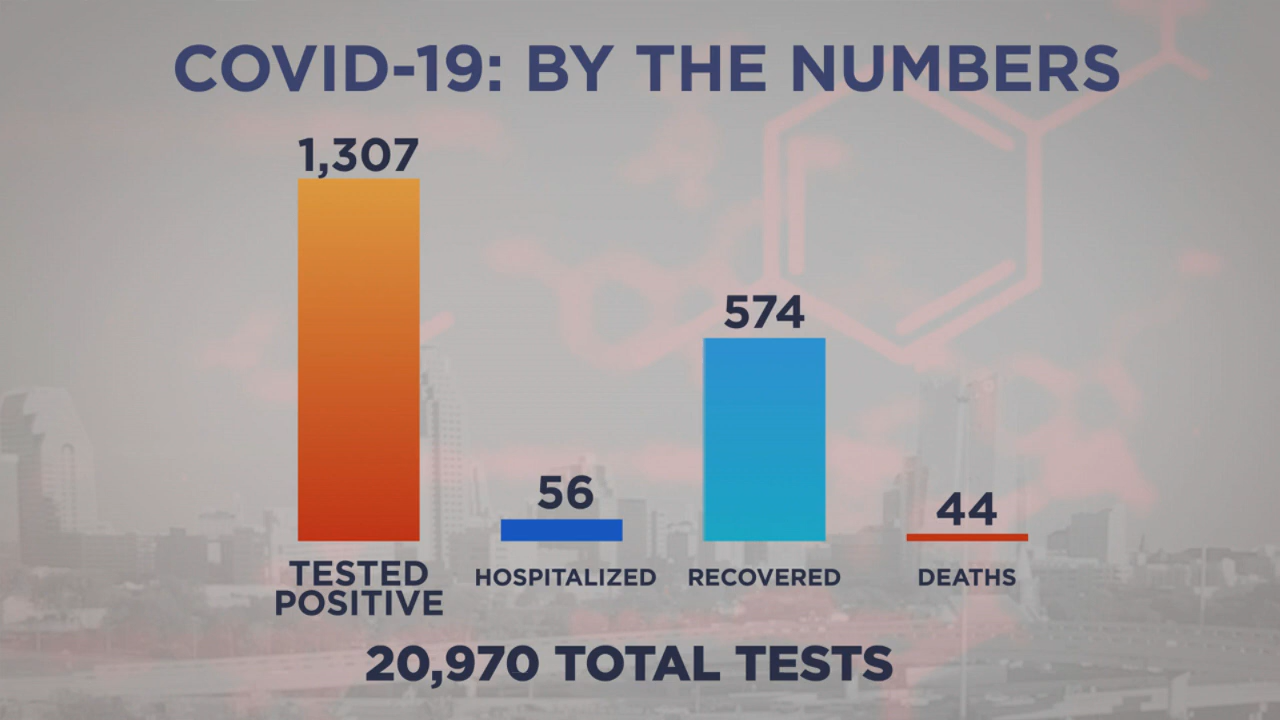 COVID-19: BY THE NUMBERS
1,307
574
56
44
TESTED
POSITIVE
HOSPITALIZED
RECOVERED
DEATHS
20,970 TOTAL TESTS